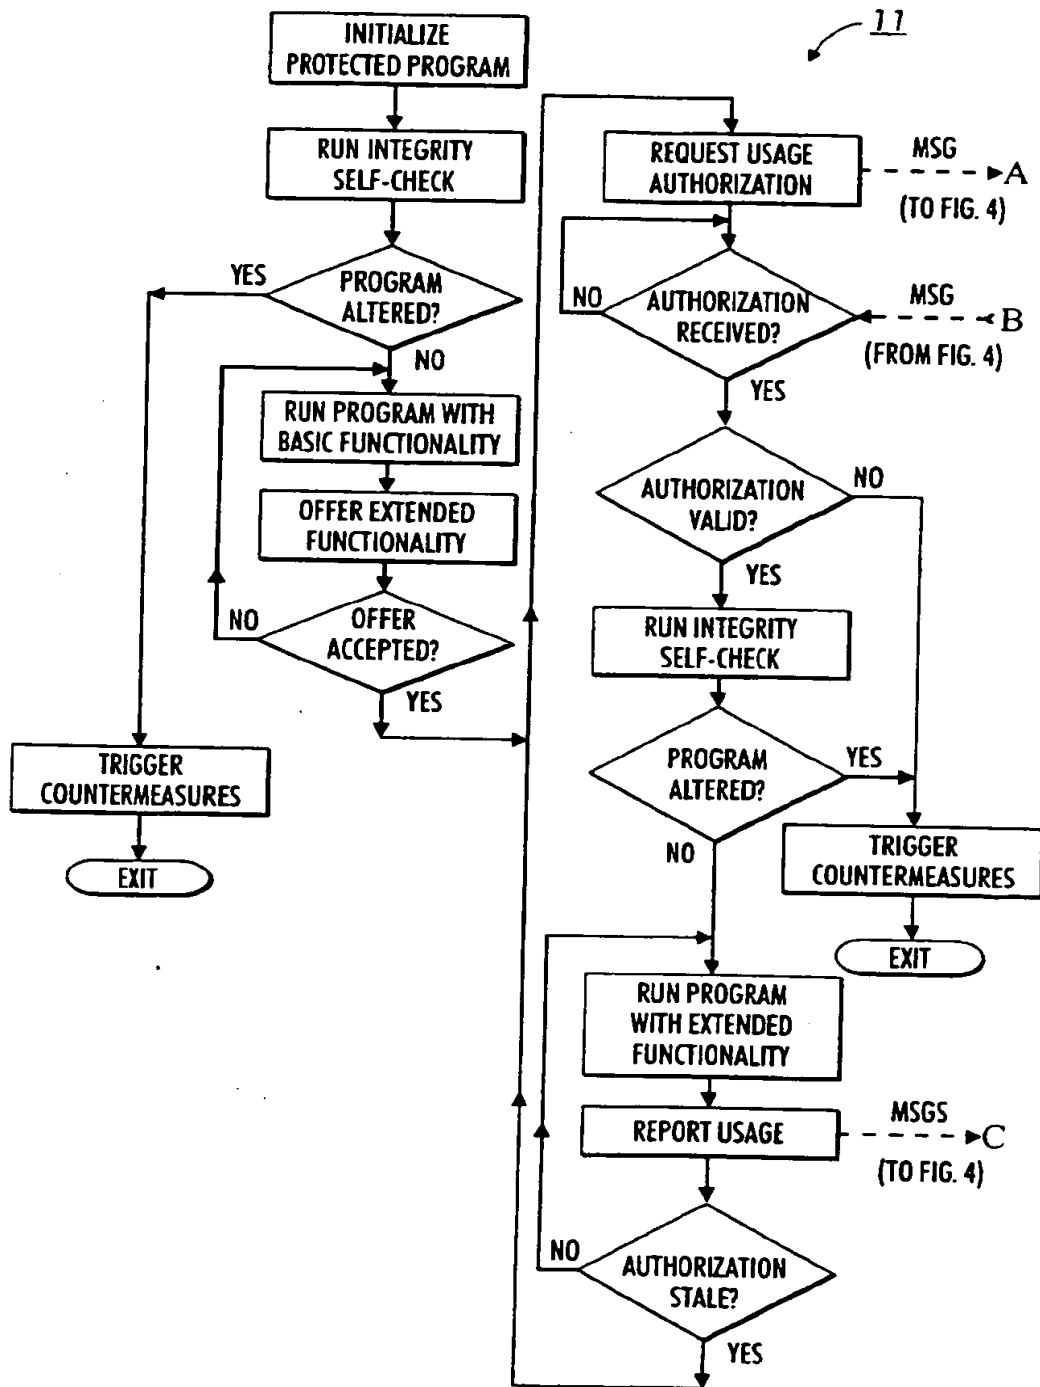 INITIALIZE
PROTECTED PROGRAM
RUN INTEGRITY
SELF-CHECK
YES
PROGRAM
ALTERED?
NO
RUN PROGRAM WITH
BASIC FUNCTIONALITY
OFFER EXTENDED
FUNCTIONALITY
NO
OFFER
ACCEPTED?
YES
TRIGGER
COUNTERMEASURES
EXIT
11
REQUEST USAGE
AUTHORIZATION
MSG
A
(TO FIG. 4)
NO
AUTHORIZATION
RECEIVED?
MSG
B
(FROM FIG. 4)
YES
AUTHORIZATION
VALID?
NO
YES
RUN INTEGRITY
SELF-CHECK
PROGRAM
ALTERED?
YES
NO
TRIGGER
COUNTERMEASURES
EXIT
RUN PROGRAM
WITH EXTENDED
FUNCTIONALITY
REPORT USAGE
MSGS
C
(TO FIG. 4)
NO
AUTHORIZATION
STALE?
YES